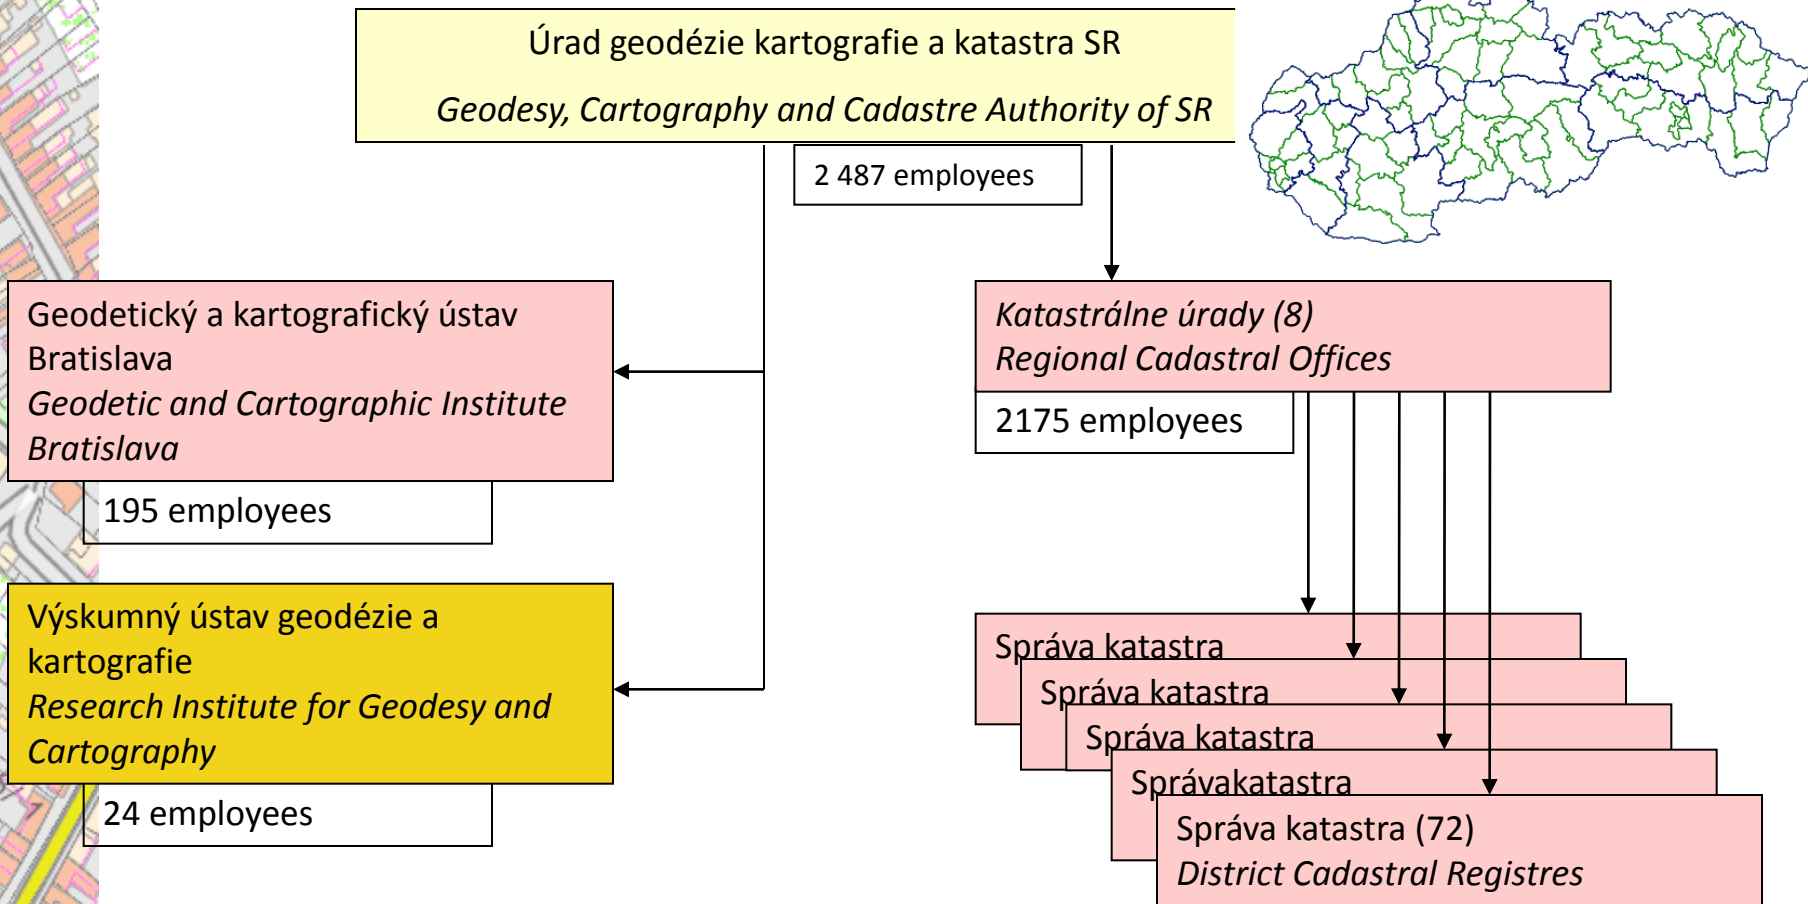 Úrad geodézie kartografie a katastra SR
Geodesy, Cartography and Cadastre Authority of SR
2 487 employees
Geodetický a kartografický ústav
Bratislava
Geodetic and Cartographic Institute
Bratislava
195 employees
Výskumný ústav geodézie a
kartografie
Research Institute for Geodesy and
Cartography
24 employees
Katastrálne úrady (8)
Regional Cadastral Offices
2175 employees
Správa katastra
Správa katastra
Správa katastra
Správakatastra
Správa katastra (72)
District Cadastral Registres